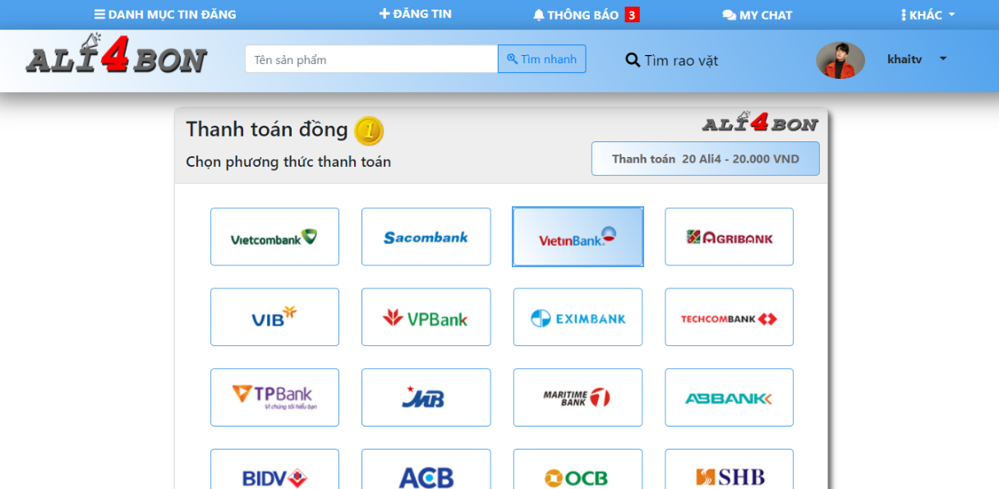 DANH MỤC TIN ĐĂNG
ĐĂNG TIN
THÔNG BÁO 3
MY CHAT
KHÁC
ALI4BON
Tên sản phẩm
Tìm nhanh
Tìm rao vặt
khaitv
Thanh toán đồng 1
ALI4BON
Chọn phương thức thanh toán
Thanh toán 20 Ali4 - 20.000 VND
Vietcombank
Sacombank
VietinBank
AGRIBANK
VIB
VPBank
EXIMBANK
TECHCOMBANK
TPBank
Vì chúng tôi hiểu bạn
MB
MARITIME
BANK
ABBANK
BIDV
ACB
OCB
SHB